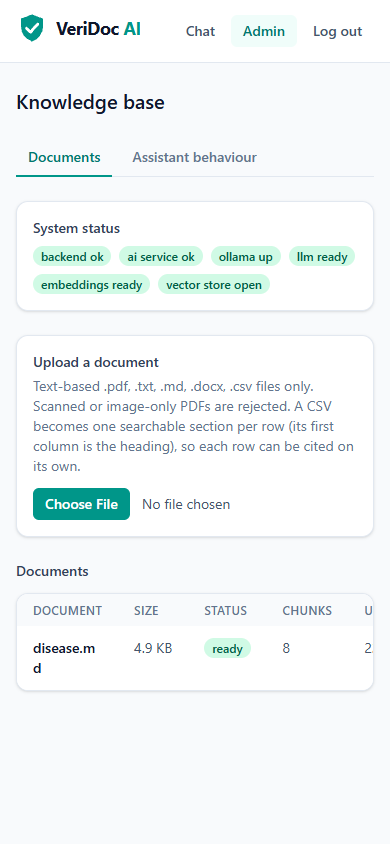 VeriDoc AI
Chat
Admin
Log out
Knowledge base
Documents
Assistant behaviour
System status
backend ok
ai service ok
ollama up
llm ready
embeddings ready
vector store open
Upload a document
Text-based .pdf, .txt, .md, .docx, .csv files only.
Scanned or image-only PDFs are rejected. A CSV
becomes one searchable section per row (its first
column is the heading), so each row can be cited on
its own.
Choose File
No file chosen
Documents
DOCUMENT
SIZE
STATUS
CHUNKS
U
disease.m
d
4.9 KB
ready
8
2